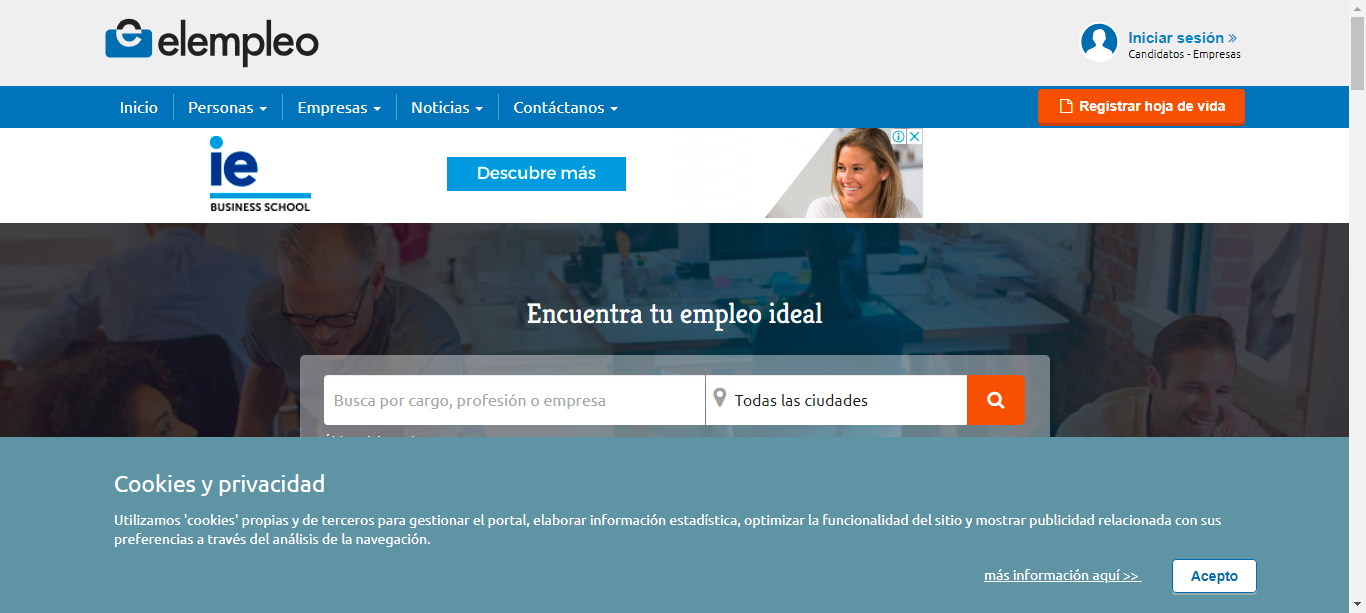 elempleo
Iniciar sesión »
Candidatos - Empresas
Inicio
Personas
Empresas
Noticias
Contáctanos
Registrar hoja de vida
ie
BUSINESS SCHOOL
Descubre más
Encuentra tu empleo ideal
Busca por cargo, profesión o empresa
Todas las ciudades
Cookies y privacidad
Utilizamos 'cookies' propias y de terceros para gestionar el portal, elaborar información estadística, optimizar la funcionalidad del sitio y mostrar publicidad relacionada con sus
preferencias a través del análisis de la navegación.
más información aquí >>
Acepto